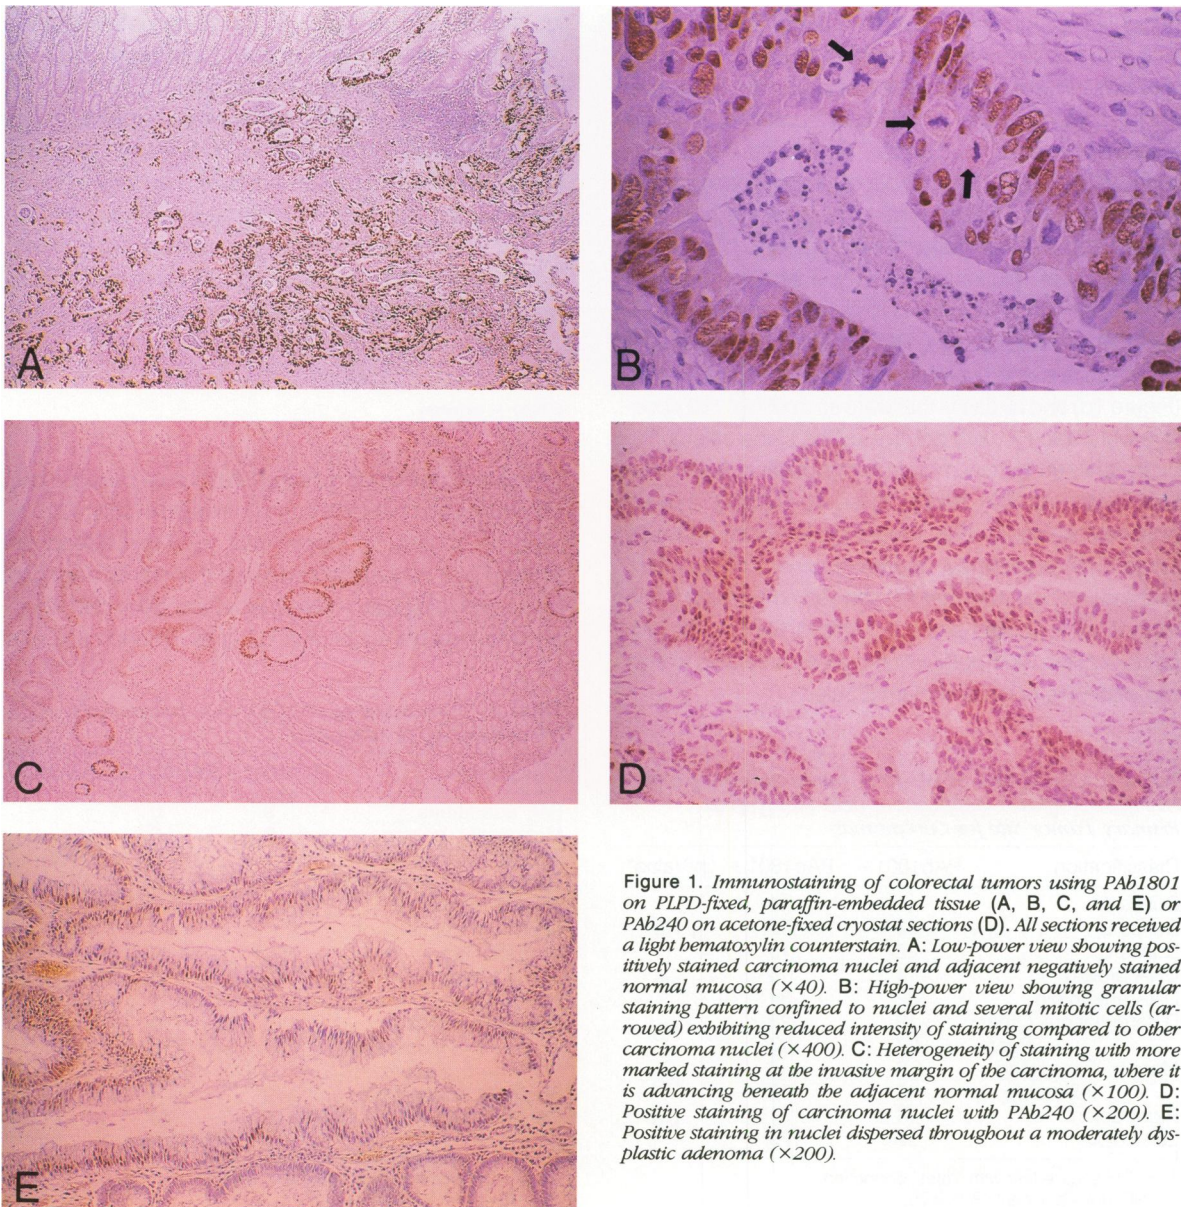 A
B
C
D
E
Figure 1. Immunostaining of colorectal tumors using PAb1801
on PLPD-fixed, paraffin-embedded tissue (A, B, C, and E) or
PAb240 on acetone-fixed cryostat sections (D). All sections received
a light hematoxylin counterstain. A: Low-power view showing pos-
itively stained carcinoma nuclei and adjacent negatively stained
normal mucosa (×40). B: High-power view showing granular
staining pattern confined to nuclei and several mitotic cells (ar-
rowed) exhibiting reduced intensity of staining compared to other
carcinoma nuclei (×400). C: Heterogeneity of staining with more
marked staining at the invasive margin of the carcinoma, where it
is advancing beneath the adjacent normal mucosa (×100). D:
Positive staining of carcinoma nuclei with PAb240 (×200). E:
Positive staining in nuclei dispersed throughout a moderately dys-
plastic adenoma (×200).